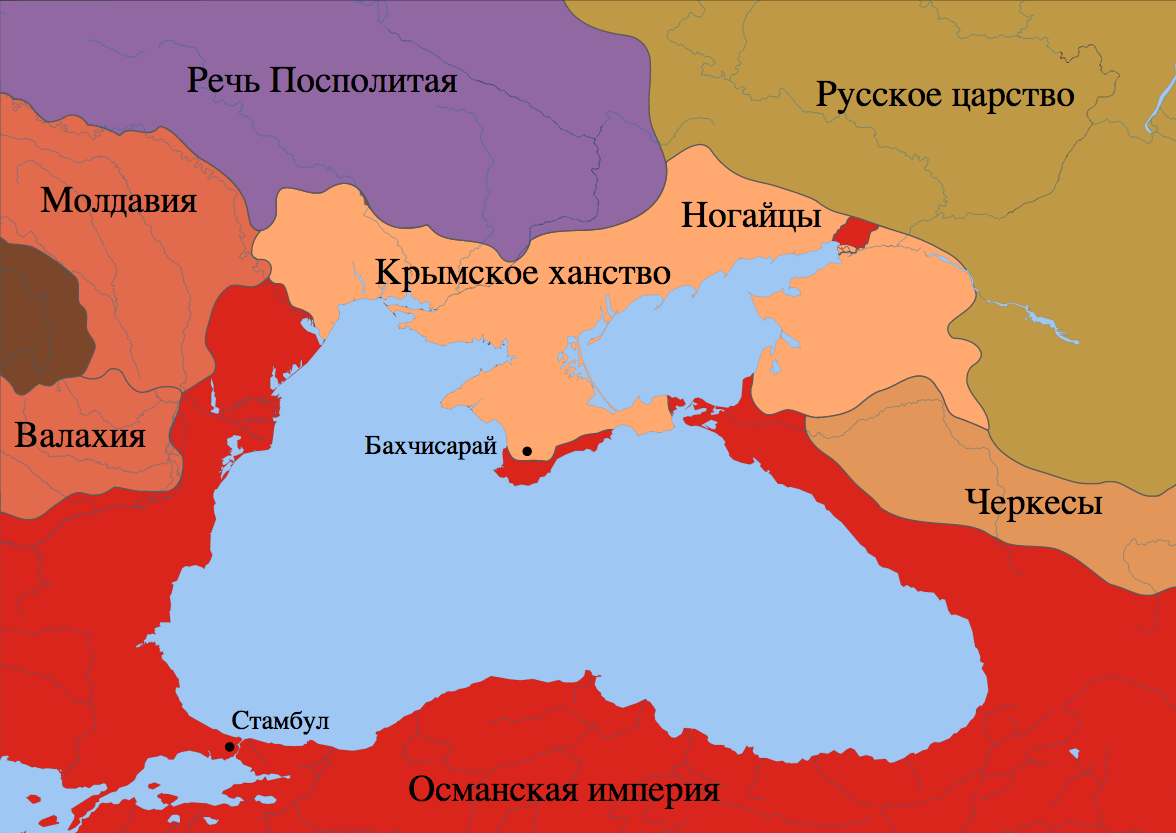 Речь Посполитая
Русское царство
Молдавия
Ногайцы
Крымское ханство
Валахия
Бахчисарай
Черкесы
Стамбул
Османская империя